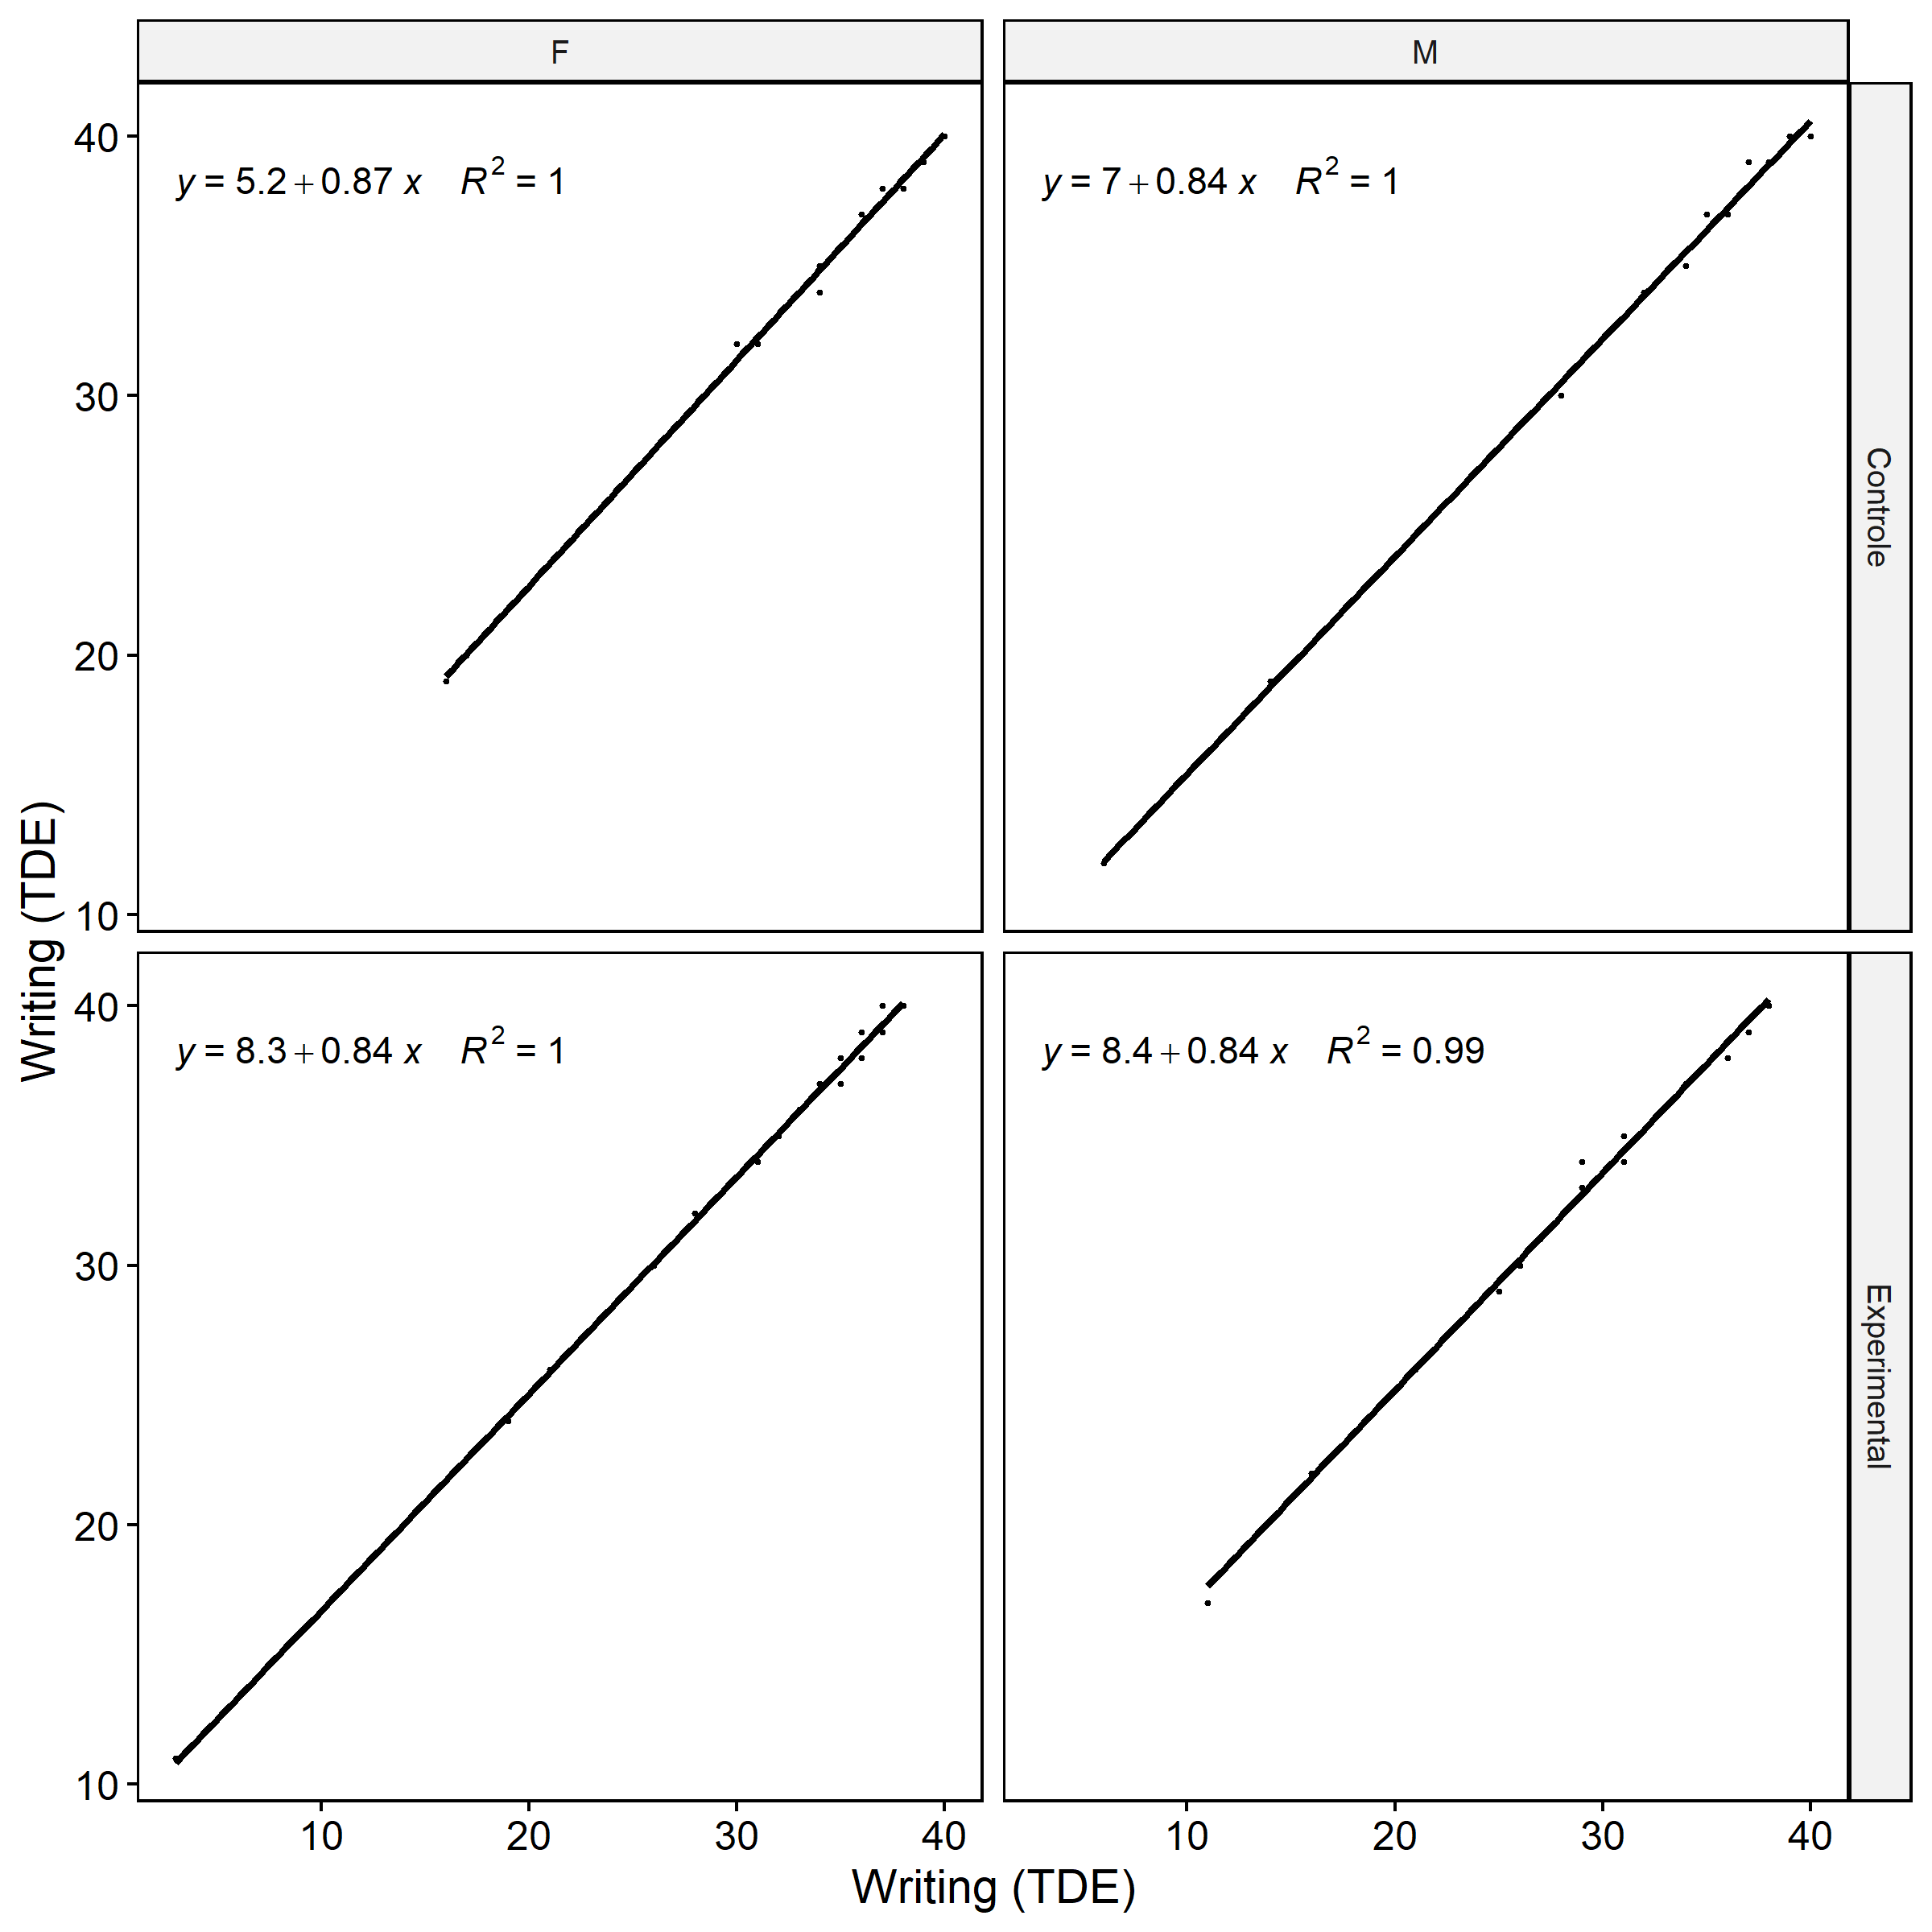 F
M
y = 5.2 + 0.87 x R² = 1
y = 7 + 0.84 x R² = 1
40
30
20
10
Controle
y = 8.3 + 0.84 x R² = 1
y = 8.4 + 0.84 x R² = 0.99
40
30
20
10
Experimental
Writing (TDE)
10 20 30 40
10 20 30 40
Writing (TDE)